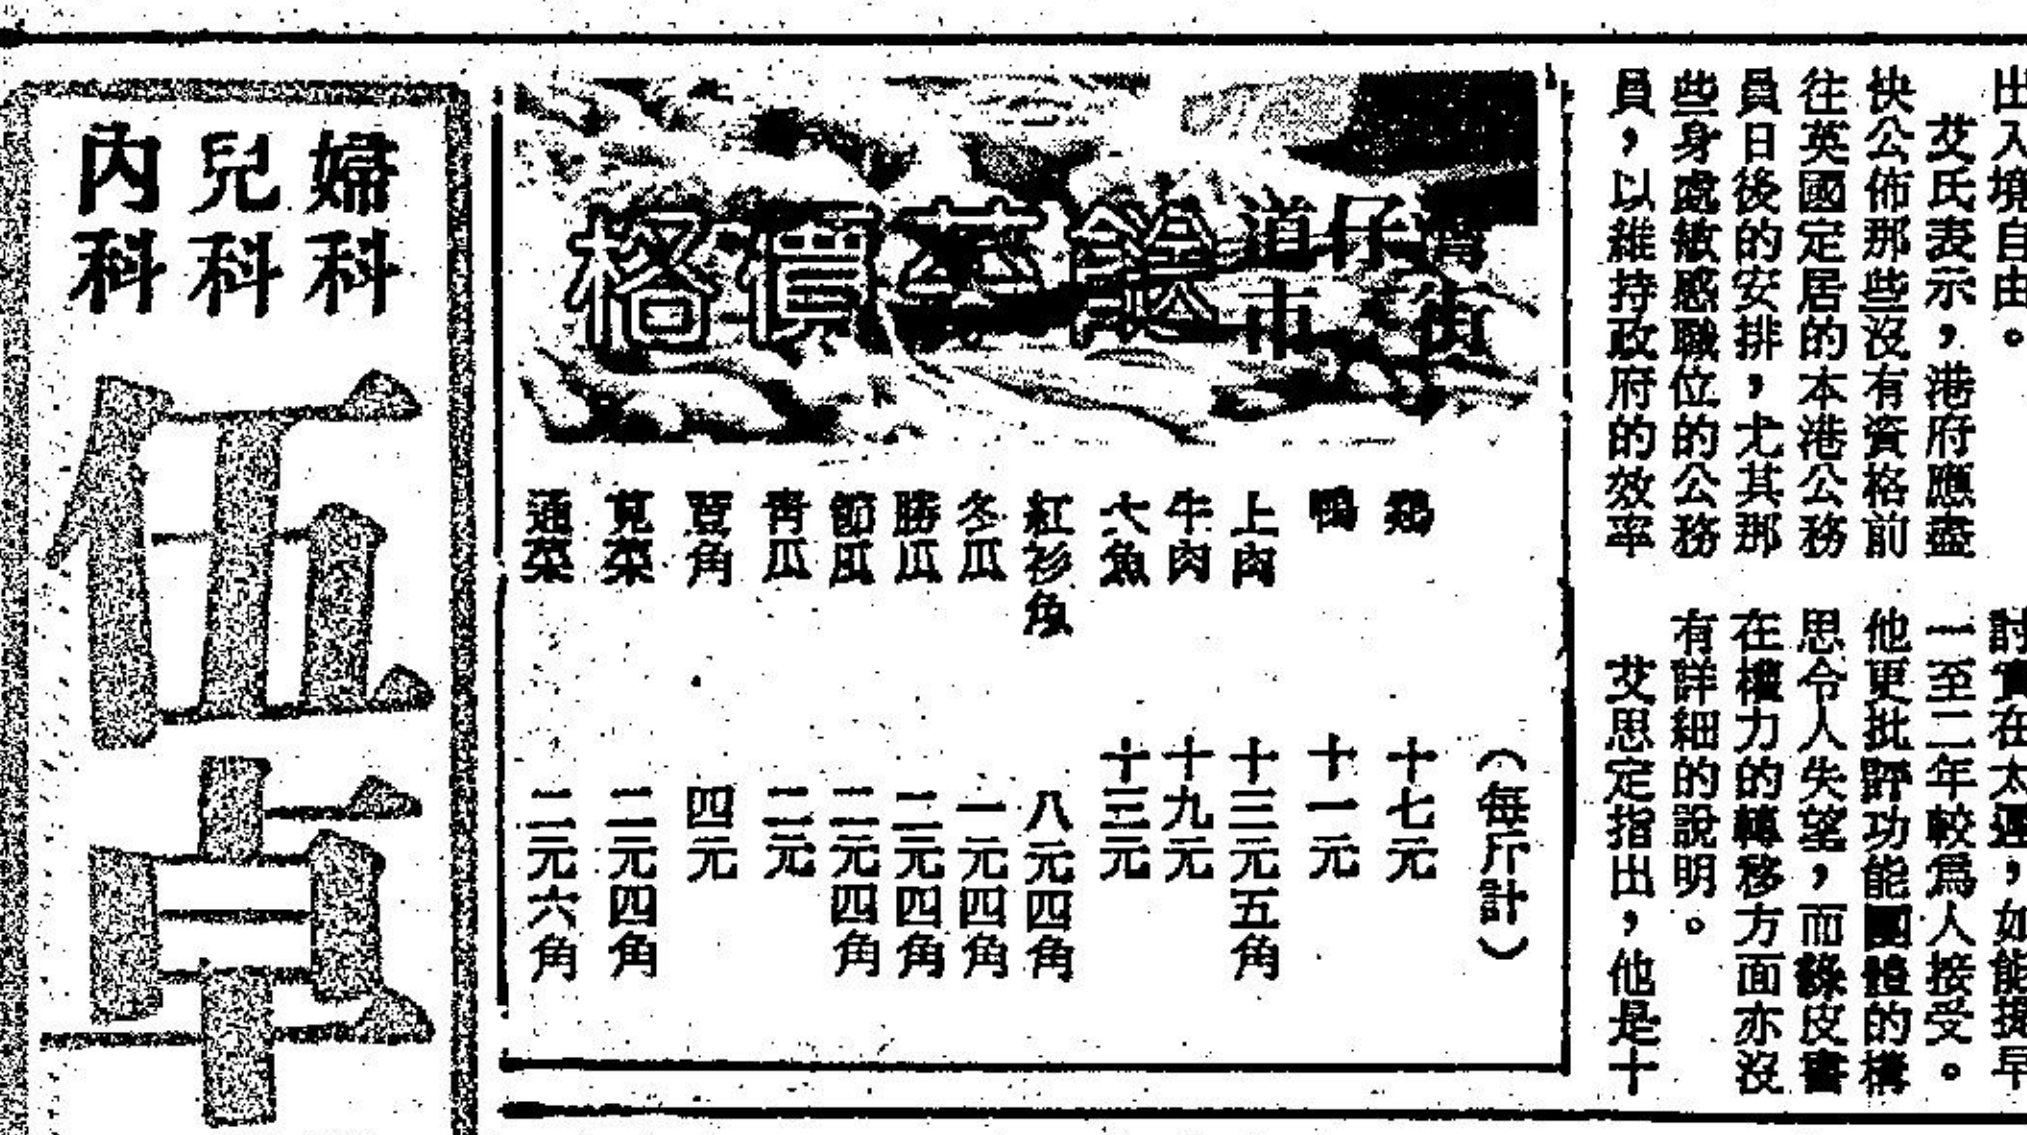 出入境自由。
艾氏表示，港府應盡
快公佈那些沒有資格前
往英國定居的本港公務
員日後的安排，尤其那
些身處敏感職位的公務
員，以維持政府的效率
討實在太遲，如能提早
一至二年較為人接受。
他更批評功能團體的構
思令人失望，而綠皮書
在權力的轉移方面亦沒
有詳細的說明。
艾思定指出，他是十
灣仔道街市
餸菜價格
（每斤計）
鷄　十七元
鴨　十一元
上肉　十三元五角
牛肉　十九元
大魚　十三元
紅衫魚　八元四角
冬瓜　一元四角
勝瓜　二元四角
節瓜　二元四角
青瓜　二元
荳角　四元
莧菜　二元四角
通菜　二元六角
婦科
兒科
內科
伍卓